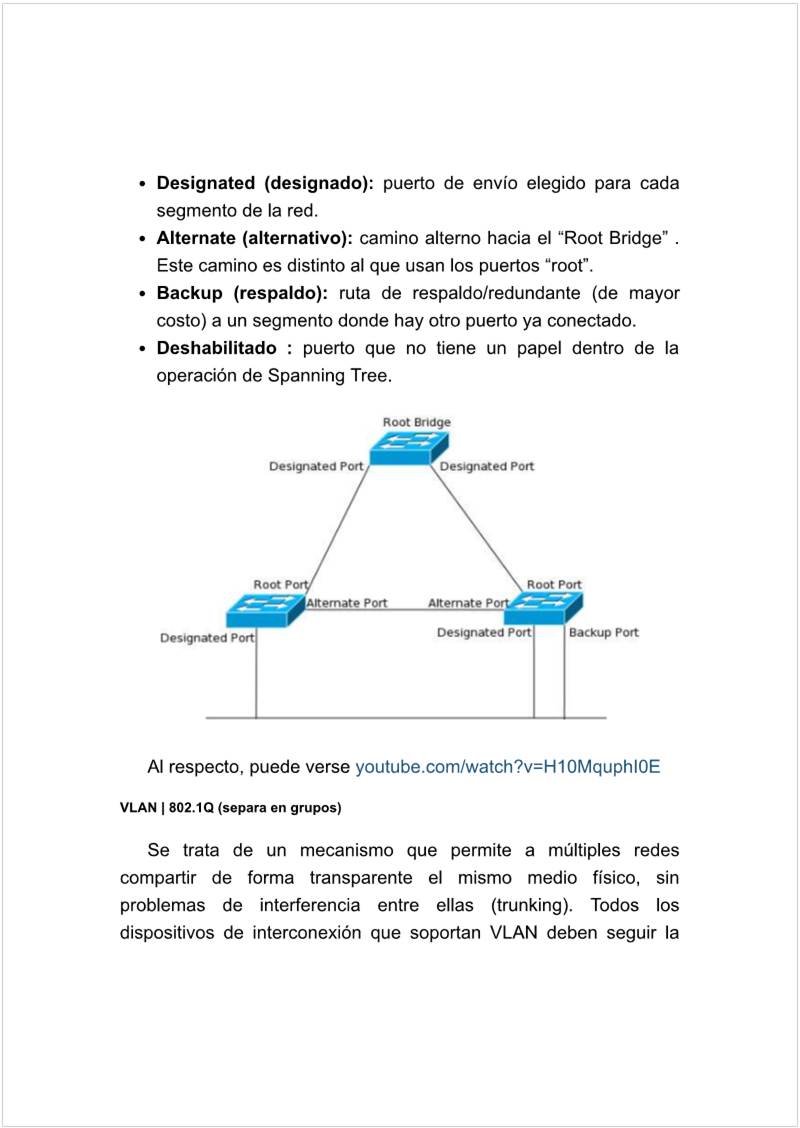 • Designated (designado): puerto de envío elegido para cada
segmento de la red.
• Alternate (alternativo): camino alterno hacia el “Root Bridge” .
Este camino es distinto al que usan los puertos “root”.
• Backup (respaldo): ruta de respaldo/redundante (de mayor
costo) a un segmento donde hay otro puerto ya conectado.
• Deshabilitado : puerto que no tiene un papel dentro de la
operación de Spanning Tree.
Root Bridge
Designated Port
Designated Port
Root Port
Root Port
Alternate Port
Alternate Port
Designated Port
Designated Port
Backup Port
Al respecto, puede verse youtube.com/watch?v=H10MquphI0E
VLAN | 802.1Q (separa en grupos)
Se trata de un mecanismo que permite a múltiples redes
compartir de forma transparente el mismo medio físico, sin
problemas de interferencia entre ellas (trunking). Todos los
dispositivos de interconexión que soportan VLAN deben seguir la